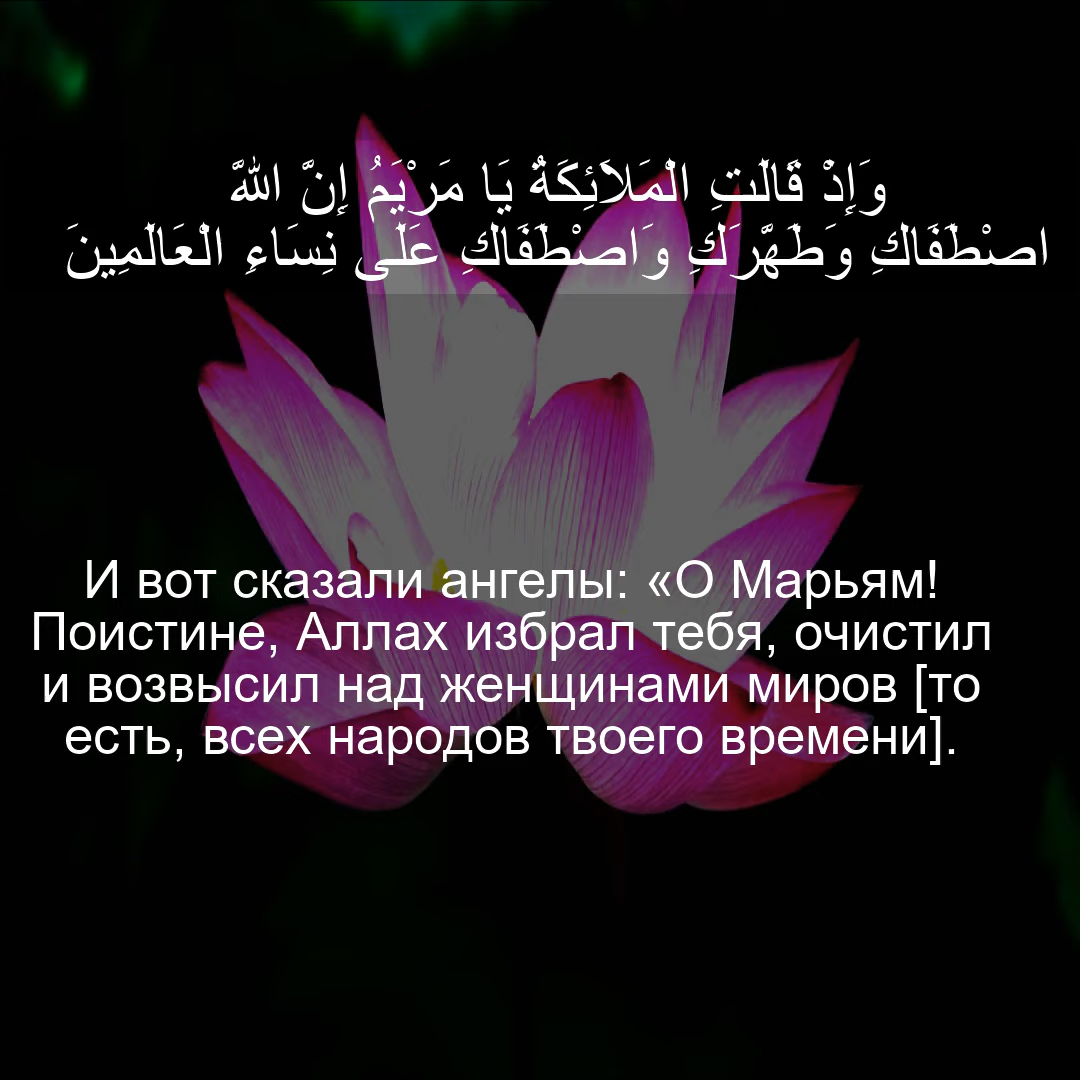 وَإِذْ قَالَتِ الْمَلَائِكَةُ يَا مَرْيَمُ إِنَّ اللَّهَ
اصْطَفَاكِ وَطَهَّرَكِ وَاصْطَفَاكِ عَلَى نِسَاءِ الْعَالَمِينَ
И вот сказали ангелы: «О Марьям!
Поистине, Аллах избрал тебя, очистил
и возвысил над женщинами миров [то
есть, всех народов твоего времени].